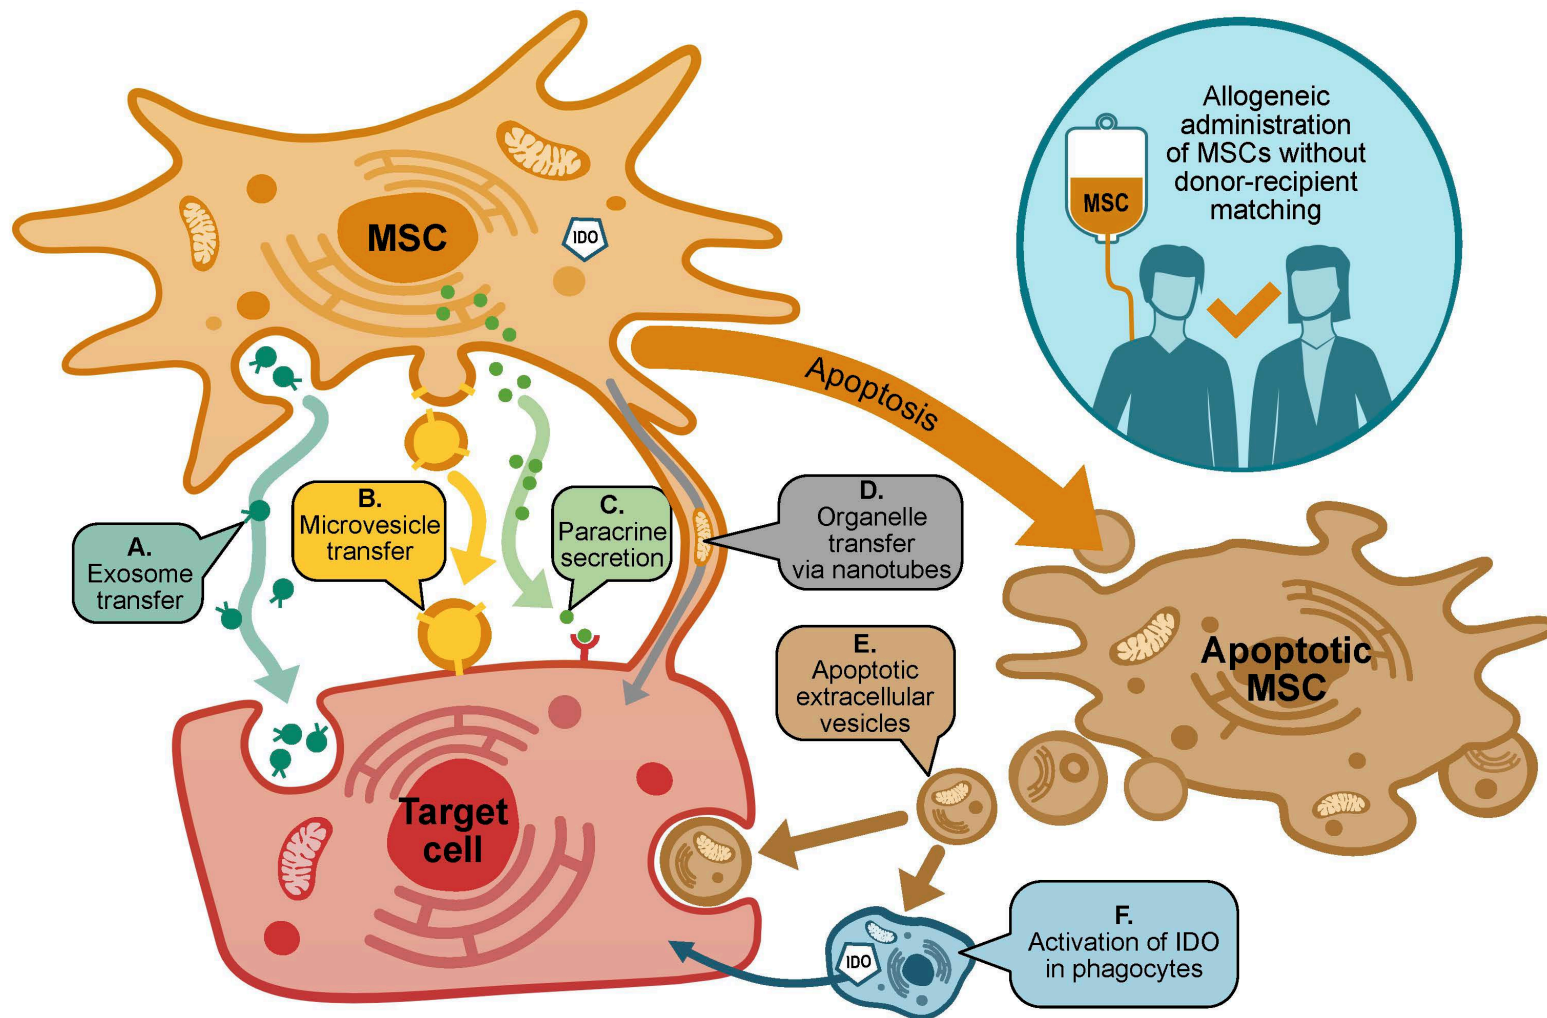 MSC
IDO
Allogeneic
administration
of MSCs without
donor-recipient
matching
MSC
Apoptosis
A.
Exosome
transfer
B.
Microvesicle
transfer
C.
Paracrine
secretion
D.
Organelle
transfer
via nanotubes
E.
Apoptotic
extracellular
vesicles
Apoptotic
MSC
Target
cell
F.
Activation of IDO
in phagocytes
IDO